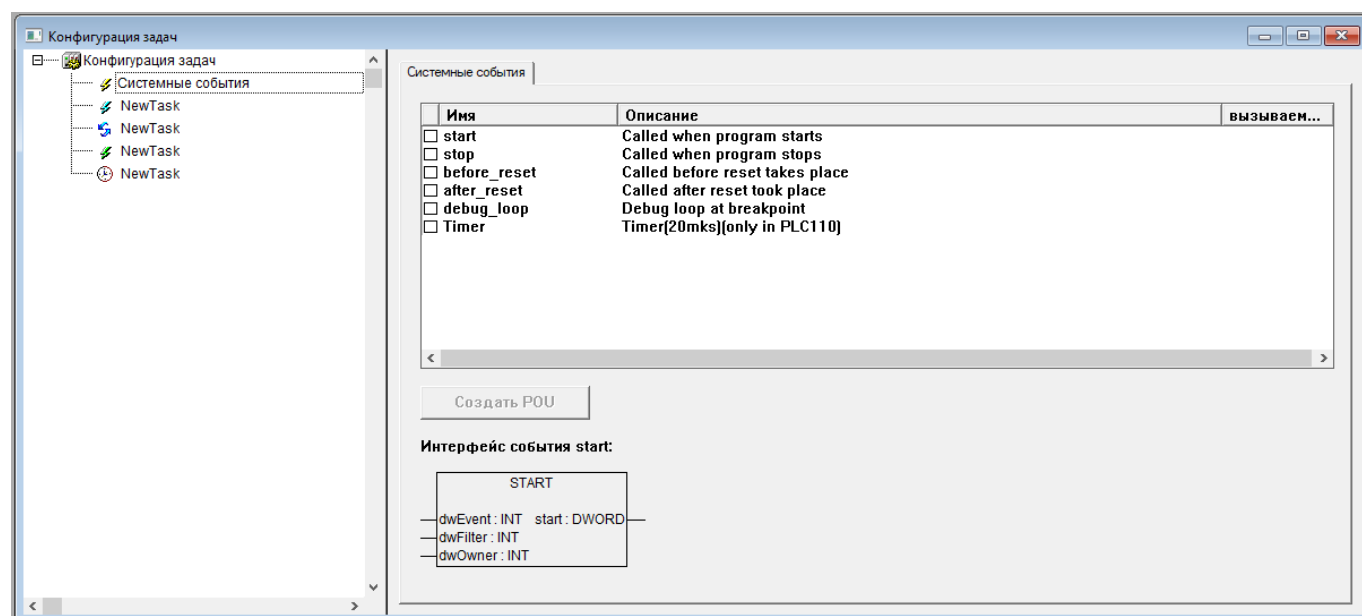 Конфигурация задач
Конфигурация задач
Системные события
NewTask
NewTask
NewTask
NewTask
Системные события
Имя Описание вызываем...
start Called when program starts
stop Called when program stops
before_reset Called before reset takes place
after_reset Called after reset took place
debug_loop Debug loop at breakpoint
Timer Timer(20mks)(only in PLC110)
Создать POU
Интерфейс события start:
START
dwEvent : INT start : DWORD
dwFilter : INT
dwOwner : INT